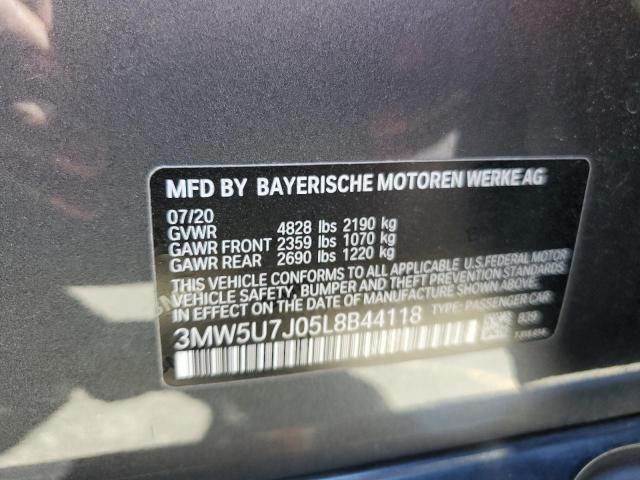 MFD BY BAYERISCHE MOTOREN WERKE AG
07/20
GVWR 4828 lbs 2190 kg
GAWR FRONT 2359 lbs 1070 kg
GAWR REAR 2690 lbs 1220 kg
THIS VEHICLE CONFORMS TO ALL APPLICABLE U.S. FEDERAL MOTOR
VEHICLE SAFETY, BUMPER AND THEFT PREVENTION STANDARDS
IN EFFECT ON THE DATE OF MANUFACTURE SHOWN ABOVE.
3MW5U7J05L8B44118 TYPE: PASSENGER CAR
B39